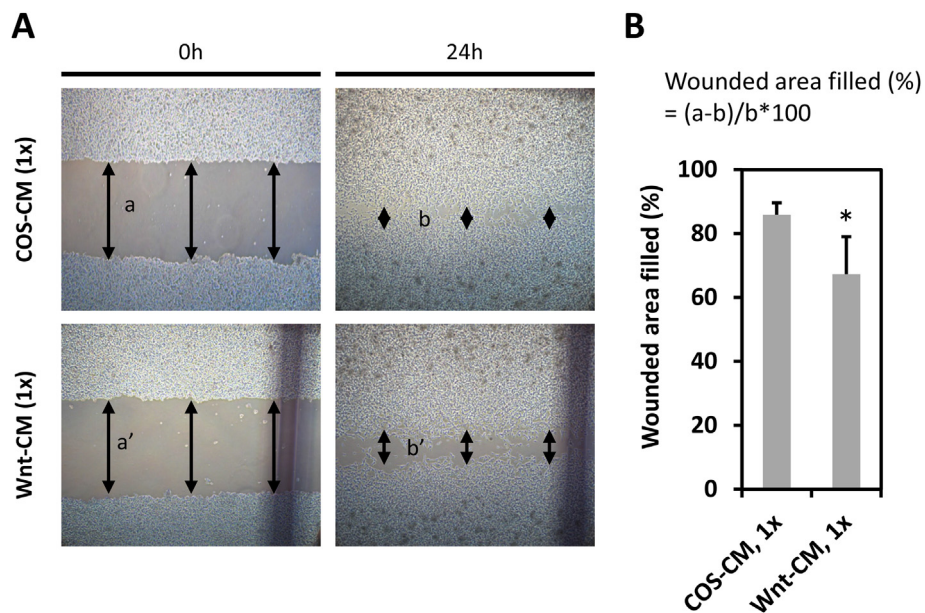 A
0h
24h
COS-CM (1x)
a
b
Wnt-CM (1x)
a’
b’
B
Wounded area filled (%)
= (a-b)/b*100
Wounded area filled (%)
100
80
60
40
20
0
*
COS-CM, 1x
Wnt-CM, 1x